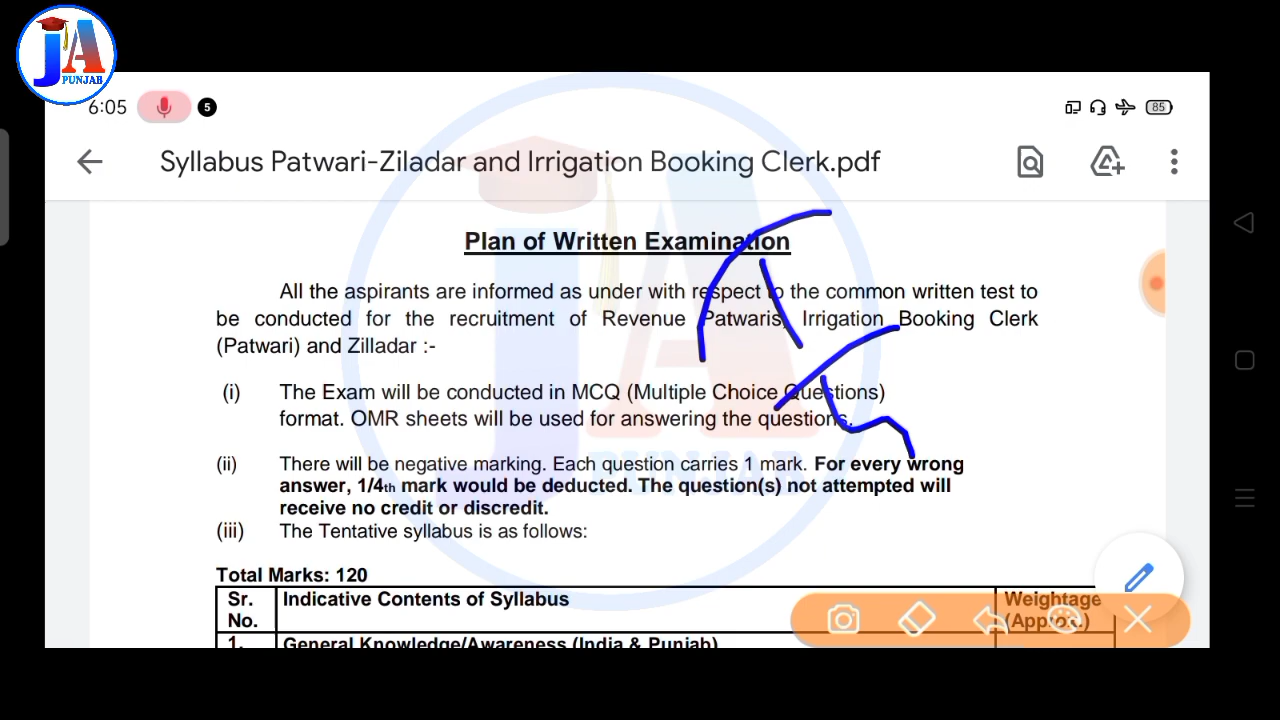 JA
PUNJAB
6:05
5
85
Syllabus Patwari-Ziladar and Irrigation Booking Clerk.pdf
Plan of Written Examination
All the aspirants are informed as under with respect to the common written test to
be conducted for the recruitment of Revenue Patwaris, Irrigation Booking Clerk
(Patwari) and Zilladar :-
(i) The Exam will be conducted in MCQ (Multiple Choice Questions)
format. OMR sheets will be used for answering the questions.
(ii) There will be negative marking. Each question carries 1 mark. For every wrong
answer, 1/4th mark would be deducted. The question(s) not attempted will
receive no credit or discredit.
(iii) The Tentative syllabus is as follows:
Total Marks: 120
Sr. No. Indicative Contents of Syllabus Weightage (Approx.)
1. General Knowledge/Awareness (India & Punjab)